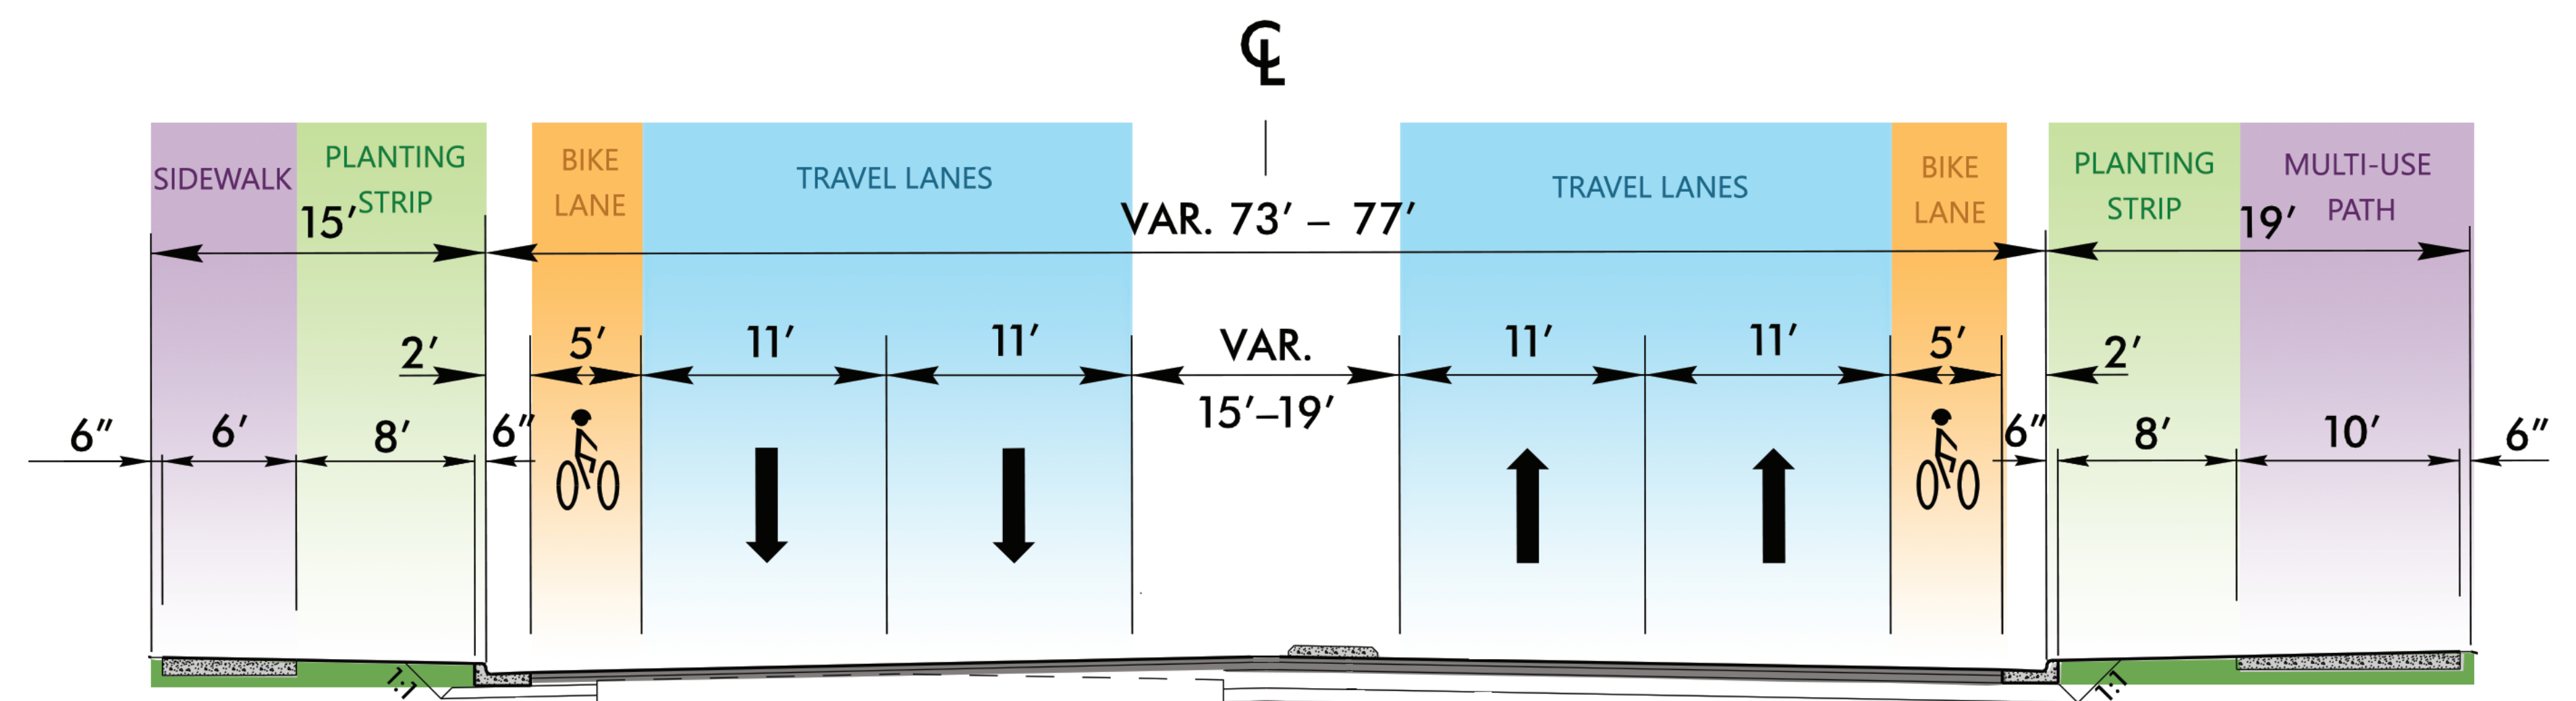 ℄
SIDEWALK
PLANTING
STRIP
BIKE
LANE
TRAVEL LANES
TRAVEL LANES
BIKE
LANE
PLANTING
STRIP
MULTI-USE
PATH
15′
VAR. 73′ – 77′
19′
2′
5′
11′
11′
VAR.
15′–19′
11′
11′
5′
2′
6″
6′
8′
6″
6″
8′
10′
6″
1:1
1:1